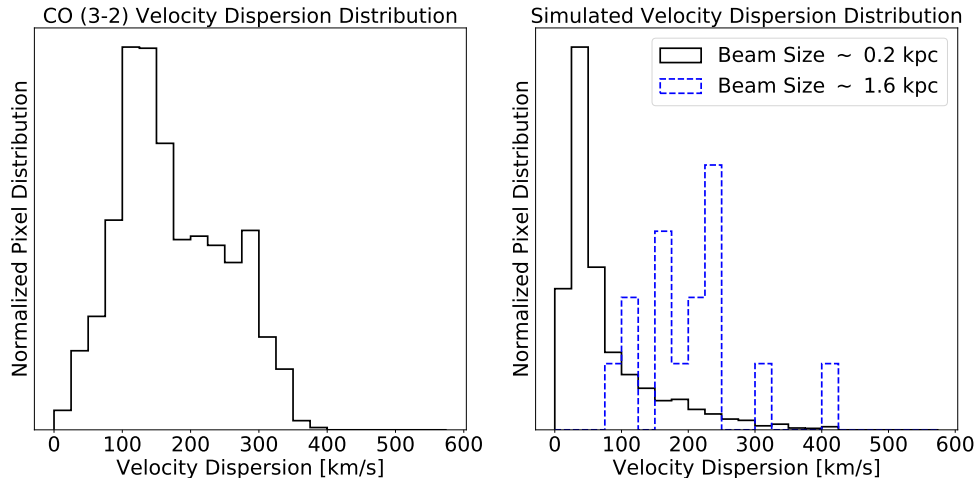 CO (3-2) Velocity Dispersion Distribution
Normalized Pixel Distribution
0 100 200 300 400 500 600
Velocity Dispersion [km/s]
Simulated Velocity Dispersion Distribution
Beam Size ~ 0.2 kpc
Beam Size ~ 1.6 kpc
Normalized Pixel Distribution
0 100 200 300 400 500 600
Velocity Dispersion [km/s]